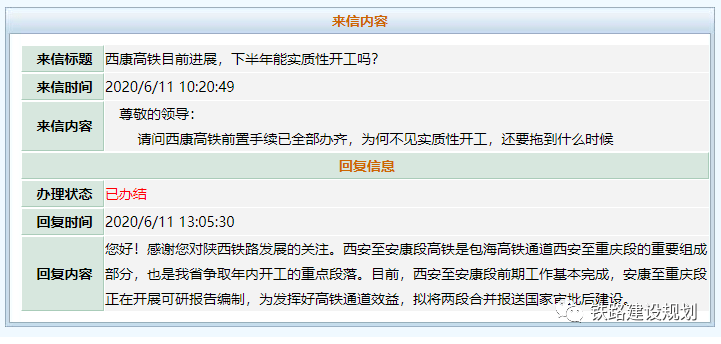 来信内容
来信标题 西康高铁目前进展，下半年能实质性开工吗?
来信时间 2020/6/11 10:20:49
来信内容 尊敬的领导：
请问西康高铁前置手续已全部办齐，为何不见实质性开工，还要拖到什么时候
回复信息
办理状态 已办结
回复时间 2020/6/11 13:05:30
回复内容 您好！感谢您对陕西铁路发展的关注。西安至安康段高铁是包海高铁通道西安至重庆段的重要组成
部分，也是我省争取年内开工的重点段落。目前，西安至安康段前期工作基本完成，安康至重庆段
正在开展可研报告编制，为发挥好高铁通道效益，拟将两段合并报送国家审批后建设。
铁路建设规划